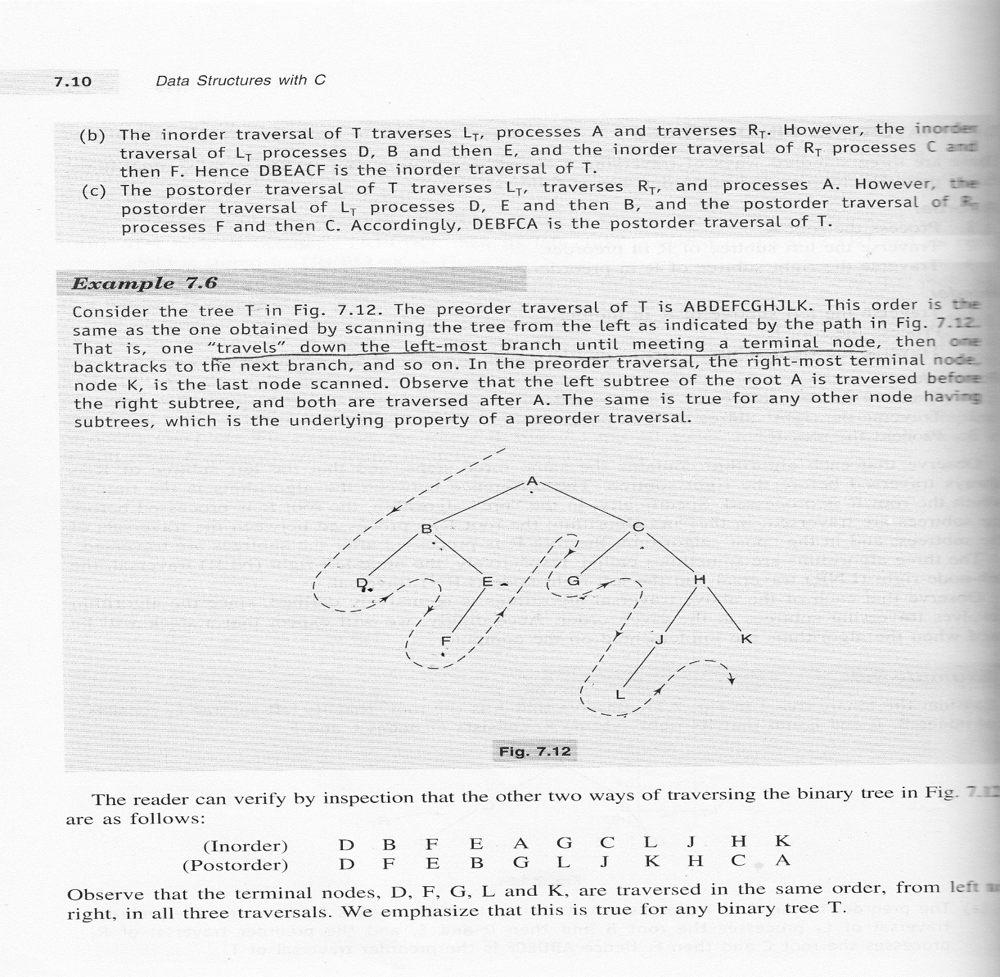 7.10 Data Structures with C
(b) The inorder traversal of T traverses L_T, processes A and traverses R_T. However, the inorder
traversal of L_T processes D, B and then E, and the inorder traversal of R_T processes C and
then F. Hence DBEACF is the inorder traversal of T.
(c) The postorder traversal of T traverses L_T, traverses R_T, and processes A. However, the
postorder traversal of L_T processes D, E and then B, and the postorder traversal of R_T
processes F and then C. Accordingly, DEBFCA is the postorder traversal of T.
Example 7.6
Consider the tree T in Fig. 7.12. The preorder traversal of T is ABDEFCGHJLK. This order is the
same as the one obtained by scanning the tree from the left as indicated by the path in Fig. 7.12.
That is, one “travels” down the left-most branch until meeting a terminal node, then one
backtracks to the next branch, and so on. In the preorder traversal, the right-most terminal node,
node K, is the last node scanned. Observe that the left subtree of the root A is traversed before
the right subtree, and both are traversed after A. The same is true for any other node having
subtrees, which is the underlying property of a preorder traversal.
A
B C
D E G H
F J K
L
Fig. 7.12
The reader can verify by inspection that the other two ways of traversing the binary tree in Fig. 7.12
are as follows:
(Inorder) D B F E A G C L J H K
(Postorder) D F E B G L J K H C A
Observe that the terminal nodes, D, F, G, L and K, are traversed in the same order, from left
right, in all three traversals. We emphasize that this is true for any binary tree T.